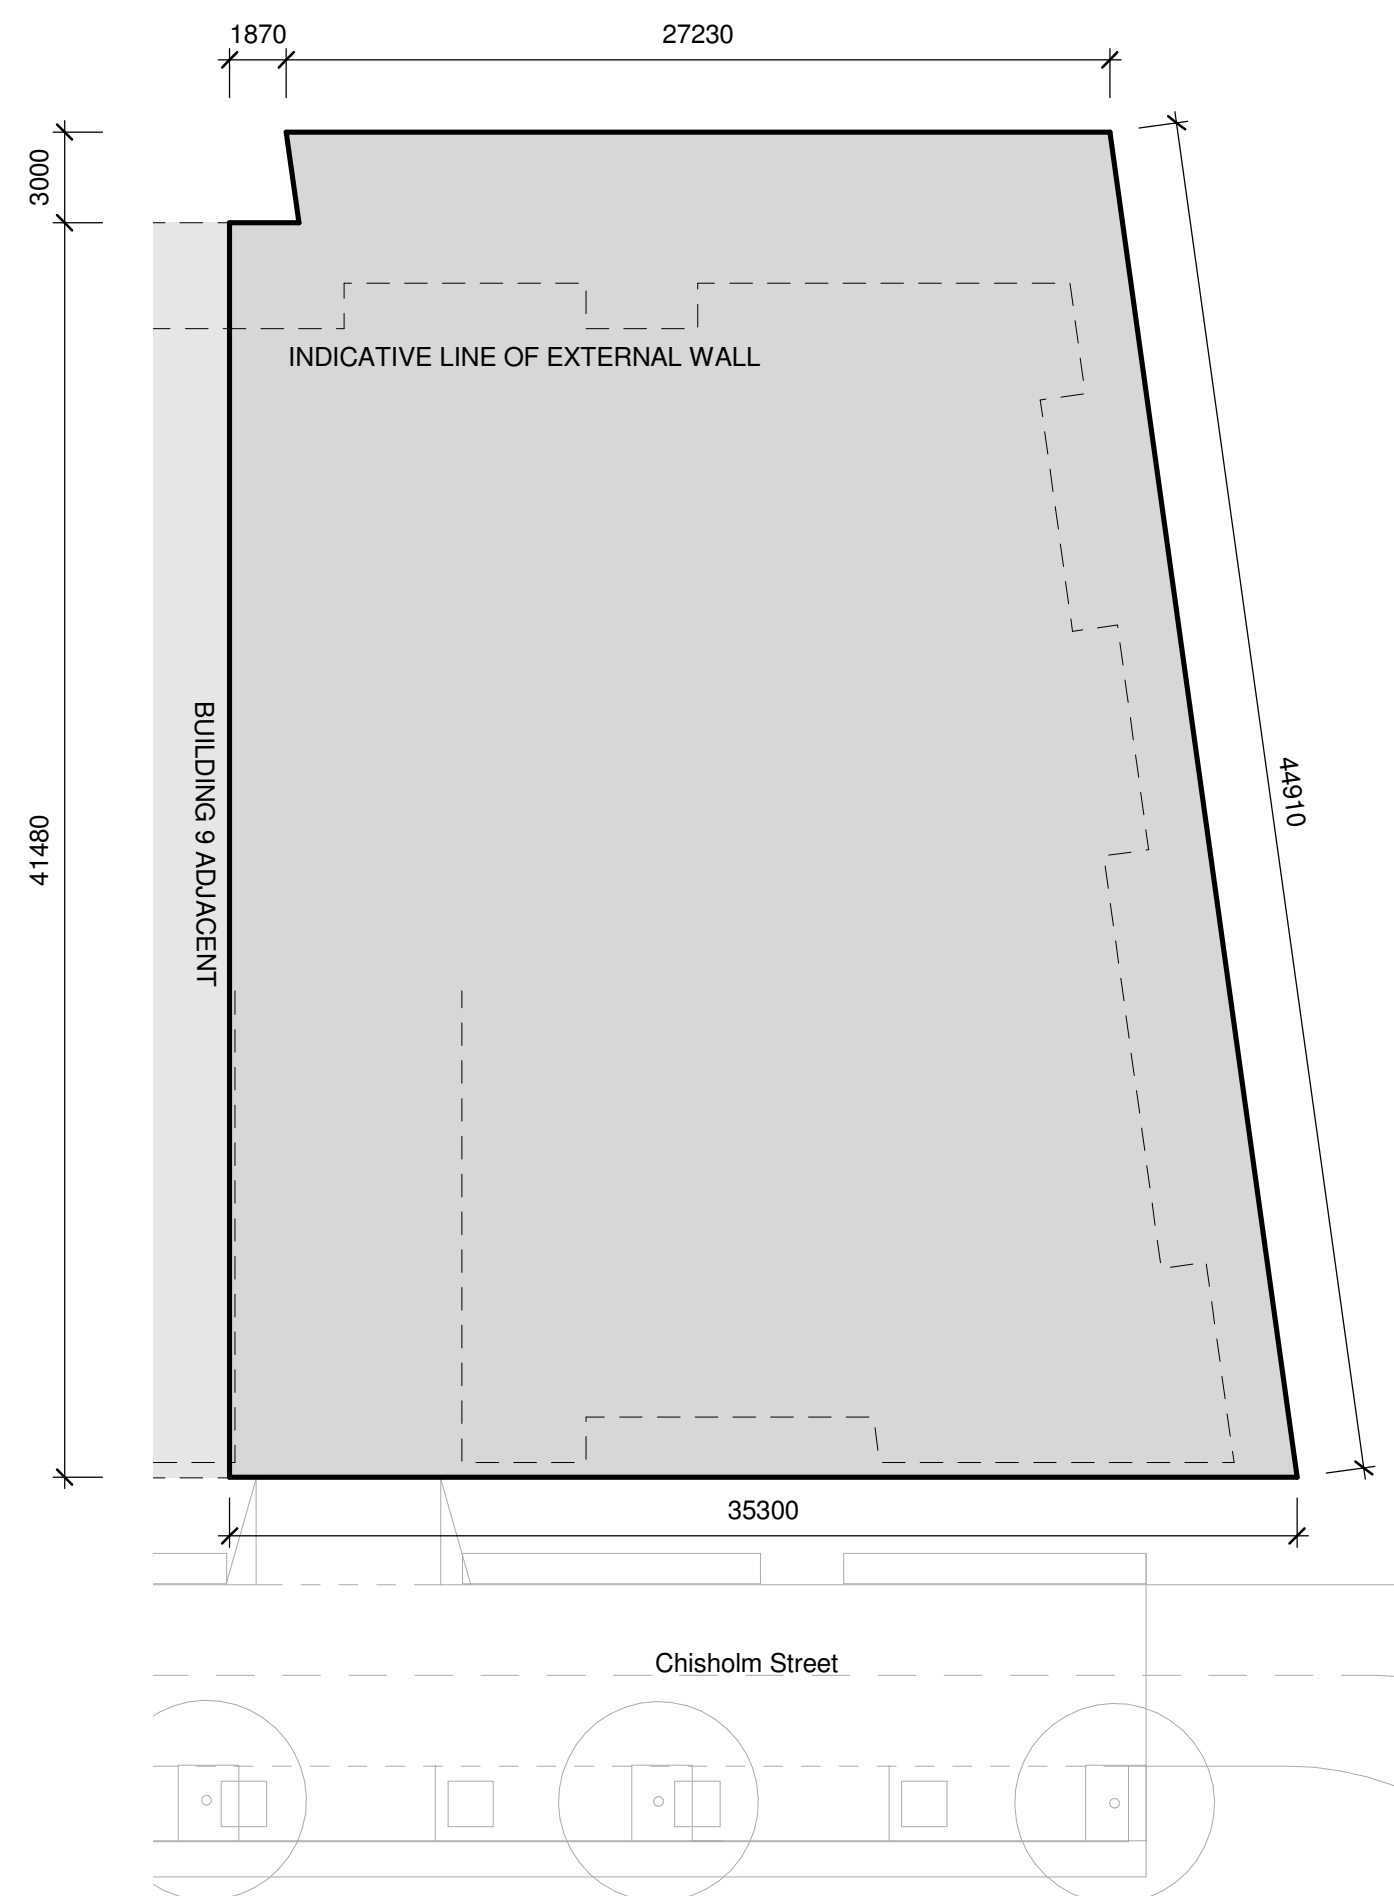 1870
27230
3000
INDICATIVE LINE OF EXTERNAL WALL
BUILDING 9 ADJACENT
44910
41480
35300
Chisholm Street